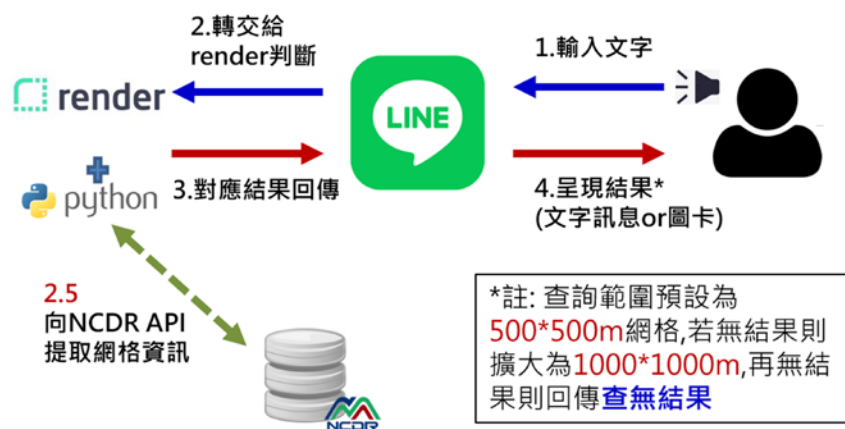 2.轉交給
render判斷
1.輸入文字
render
LINE
python
3.對應結果回傳
4.呈現結果*
(文字訊息or圖卡)
2.5
向NCDR API
提取網格資訊
NCDR
*註: 查詢範圍預設為
500*500m網格,若無結果則
擴大為1000*1000m,再無結
果則回傳查無結果